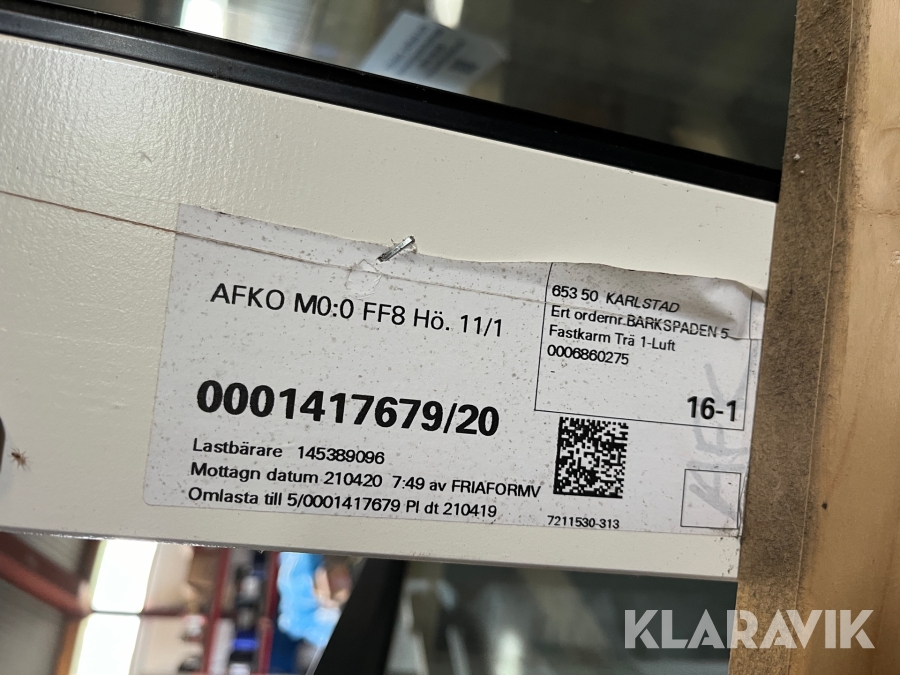 AFKO M0:0 FF8 Hö. 11/1
653 50 KARLSTAD
Ert ordernr.BARKSPADEN 5
Fastkarm Trä 1-Luft
0006860275
16-1
0001417679/20
Lastbärare 145389096
Mottagn datum 210420 7:49 av FRIAFORMV
Omlasta till 5/0001417679 Pl dt 210419
7211530-313
KLARAVIK